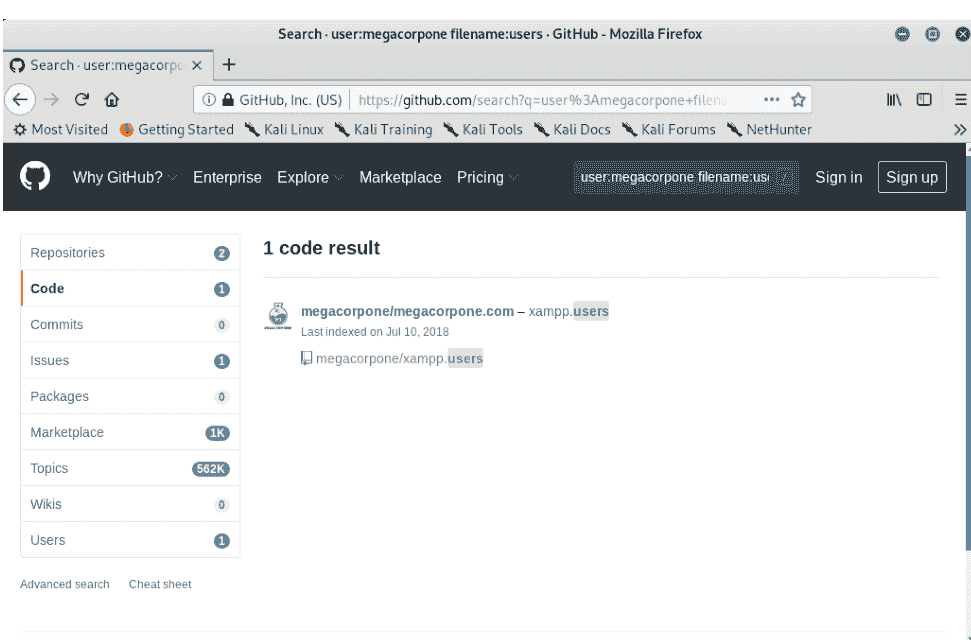 Search · user:megacorpone filename:users · GitHub - Mozilla Firefox
Search · user:megacorpo
GitHub, Inc. (US) https://github.com/search?q=user%3Amegacorpone+filen
Most Visited Getting Started Kali Linux Kali Training Kali Tools Kali Docs Kali Forums NetHunter
Why GitHub? Enterprise Explore Marketplace Pricing user:megacorpone filename:use / Sign in Sign up
Repositories 2
1 code result
Code 1
megacorpone/megacorpone.com – xampp.users
Commits 0
Last indexed on Jul 10, 2018
Issues 1
megacorpone/xampp.users
Packages 0
Marketplace 1K
Topics 562K
Wikis 0
Users 1
Advanced search Cheat sheet